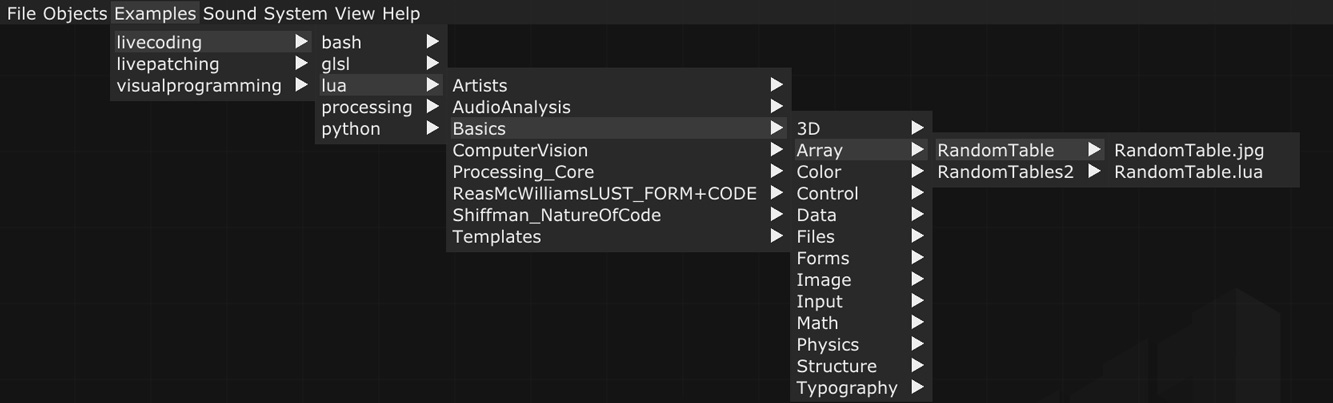 File Objects Examples Sound System View Help
livecoding
livepatching
visualprogramming
bash
glsl
lua
processing
python
Artists
AudioAnalysis
Basics
ComputerVision
Processing_Core
ReasMcWilliamsLUST_FORM+CODE
Shiffman_NatureOfCode
Templates
3D
Array
Color
Control
Data
Files
Forms
Image
Input
Math
Physics
Structure
Typography
RandomTable
RandomTables2
RandomTable.jpg
RandomTable.lua